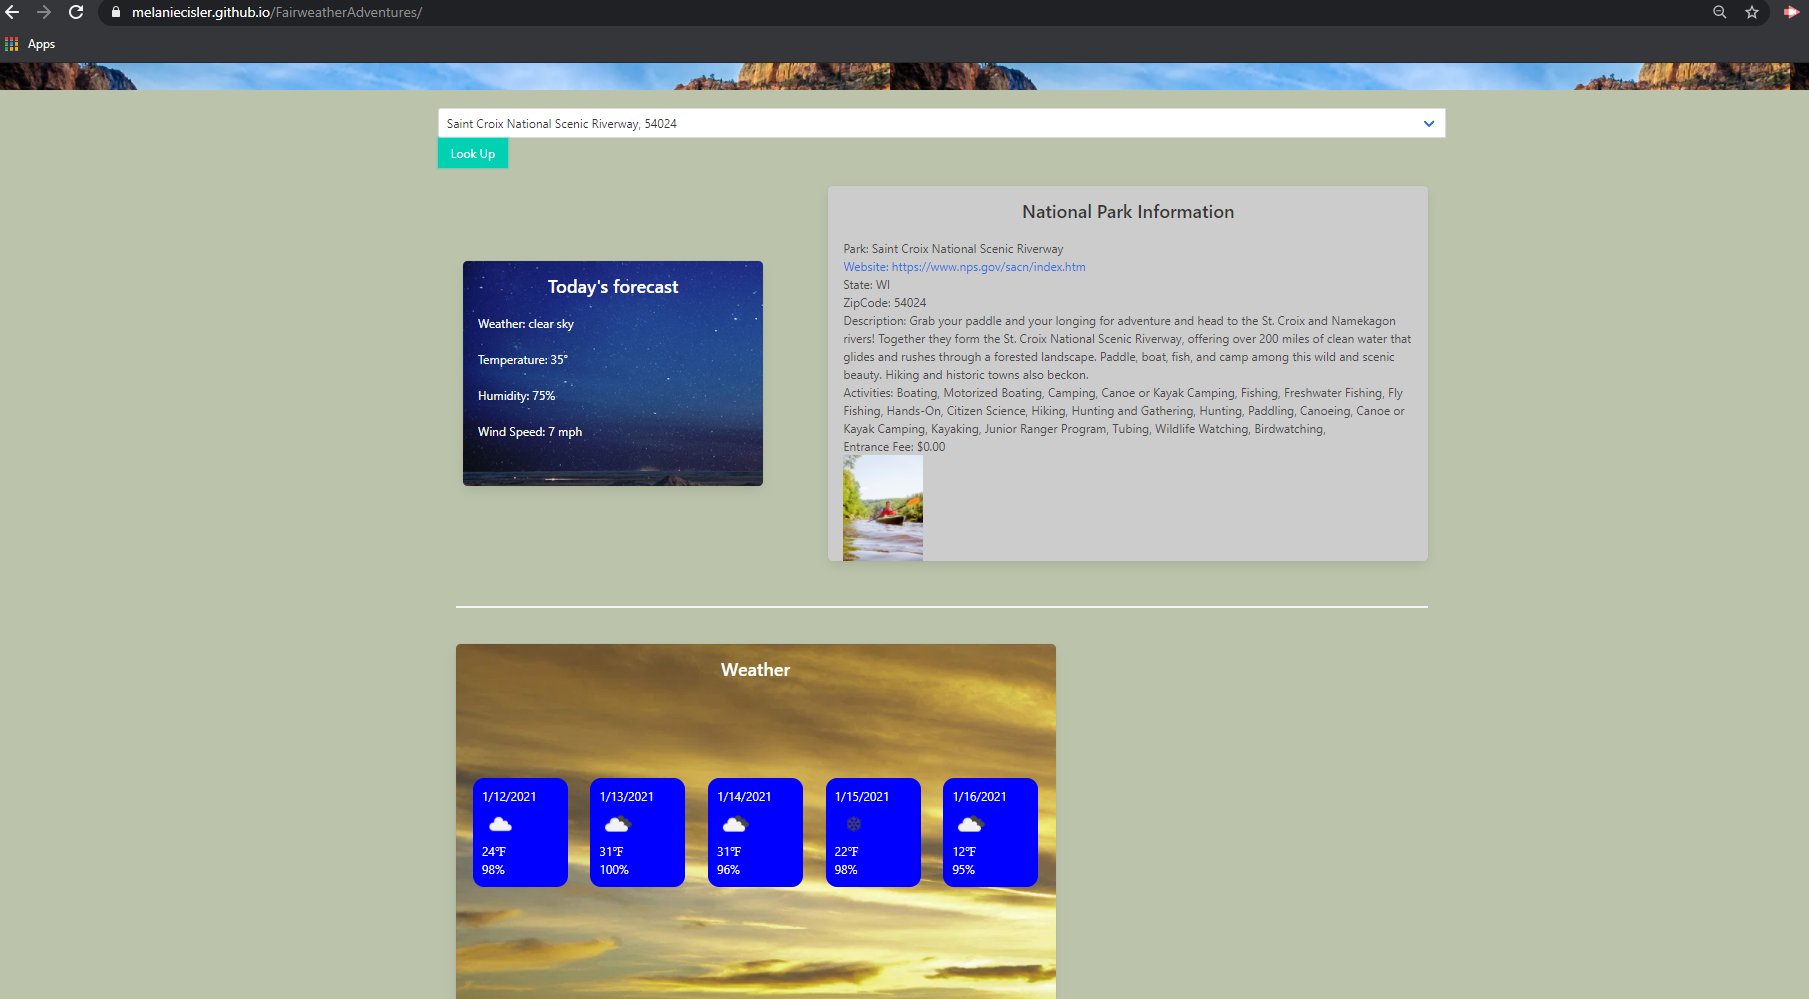 melaniecisler.github.io/FairweatherAdventures/
Apps
Saint Croix National Scenic Riverway, 54024
Look Up
National Park Information
Park: Saint Croix National Scenic Riverway
Website: https://www.nps.gov/sacn/index.htm
State: WI
ZipCode: 54024
Description: Grab your paddle and your longing for adventure and head to the St. Croix and Namekagon
rivers! Together they form the St. Croix National Scenic Riverway, offering over 200 miles of clean water that
glides and rushes through a forested landscape. Paddle, boat, fish, and camp among this wild and scenic
beauty. Hiking and historic towns also beckon.
Activities: Boating, Motorized Boating, Camping, Canoe or Kayak Camping, Fishing, Freshwater Fishing, Fly
Fishing, Hands-On, Citizen Science, Hiking, Hunting and Gathering, Hunting, Paddling, Canoeing, Canoe or
Kayak Camping, Kayaking, Junior Ranger Program, Tubing, Wildlife Watching, Birdwatching,
Entrance Fee: $0.00
Today's forecast
Weather: clear sky
Temperature: 35°
Humidity: 75%
Wind Speed: 7 mph
Weather
1/12/2021
24℉
98%
1/13/2021
31℉
100%
1/14/2021
31℉
96%
1/15/2021
22℉
98%
1/16/2021
12℉
95%